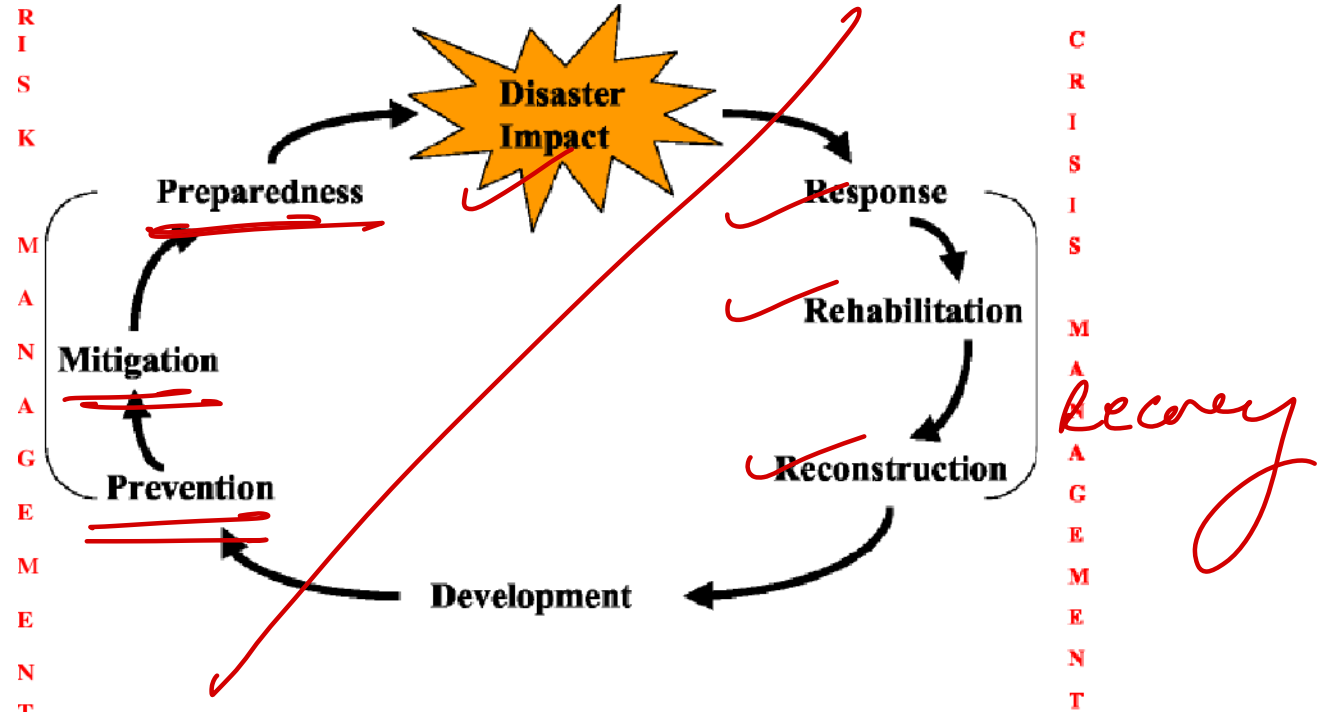 RISK MANAGEMENT
Disaster
Impact
Preparedness
Mitigation
Prevention
Development
Response
Rehabilitation
Reconstruction
CRISIS MANAGEMENT
Recovery